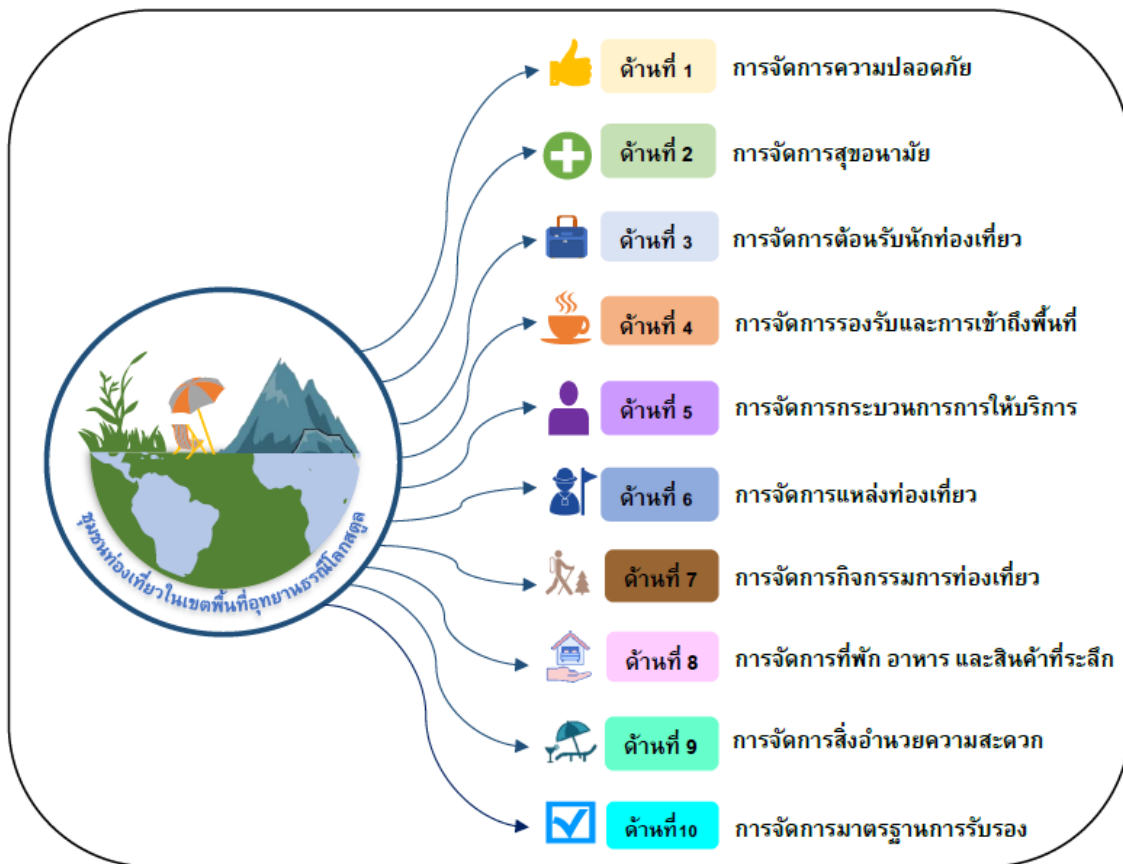 ด้านที่ 1 การจัดการความปลอดภัย
ด้านที่ 2 การจัดการสุขอนามัย
ด้านที่ 3 การจัดการต้อนรับนักท่องเที่ยว
ด้านที่ 4 การจัดการรองรับและการเข้าถึงพื้นที่
ด้านที่ 5 การจัดการกระบวนการการให้บริการ
ด้านที่ 6 การจัดการแหล่งท่องเที่ยว
ด้านที่ 7 การจัดการกิจกรรมการท่องเที่ยว
ด้านที่ 8 การจัดการที่พัก อาหาร และสินค้าที่ระลึก
ด้านที่ 9 การจัดการสิ่งอำนวยความสะดวก
ด้านที่10 การจัดการมาตรฐานการรับรอง
ชุมชนท่องเที่ยวในเขตพื้นที่อุทยานธรณีโลกสตูล